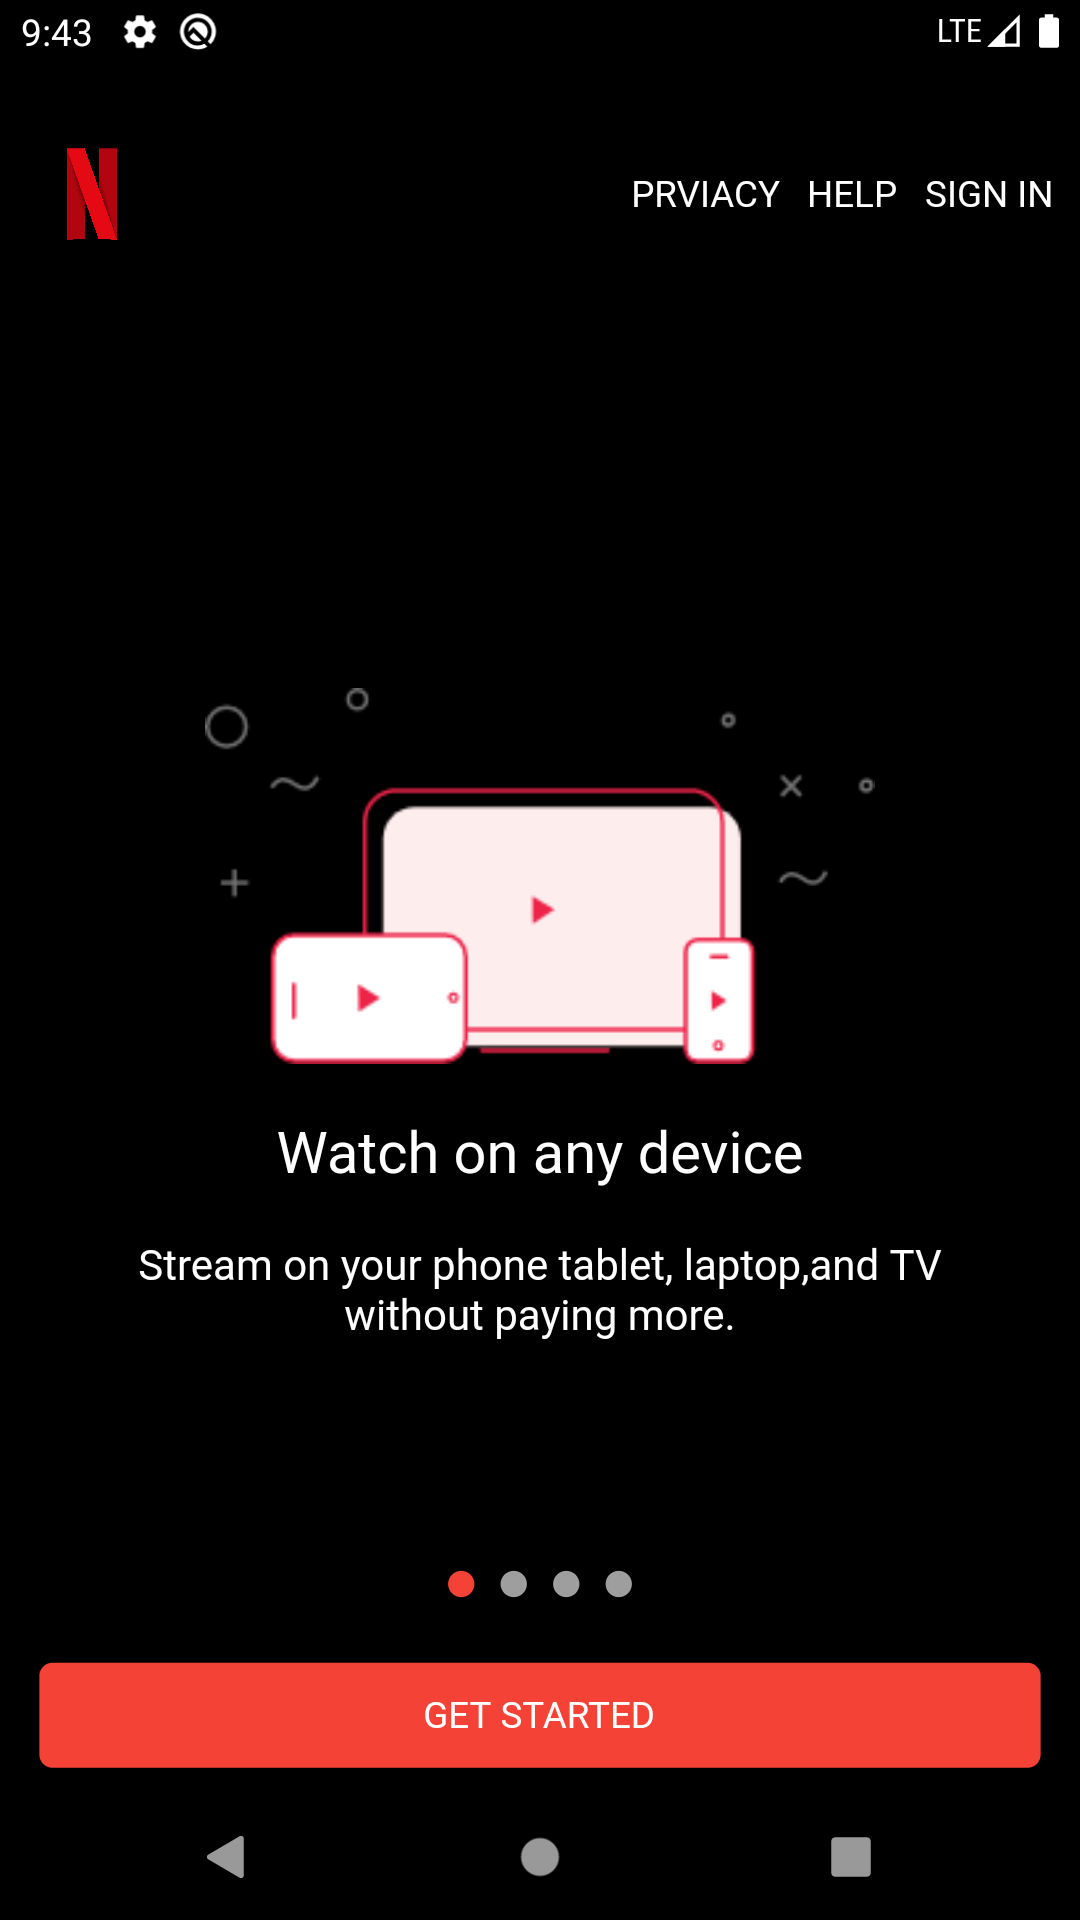 9:43
LTE
N
PRVIACY HELP SIGN IN
Watch on any device
Stream on your phone tablet, laptop,and TV
without paying more.
GET STARTED